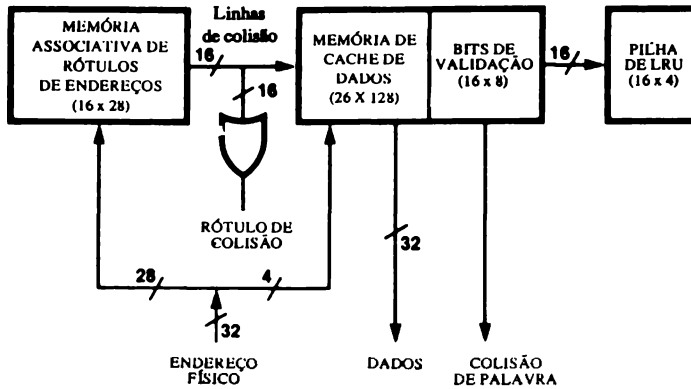 MEMÓRIA
ASSOCIATIVA DE
RÓTULOS
DE ENDEREÇOS
(16 x 28)
16
Linhas
de colisão
16
MEMÓRIA DE
CACHE DE
DADOS
(26 X 128)
BITS DE
VALIDAÇÃO
(16 x 8)
16
PILHA
DE LRU
(16 x 4)
RÓTULO DE
COLISÃO
32
28
4
32
ENDEREÇO
FÍSICO
DADOS
COLISÃO
DE PALAVRA